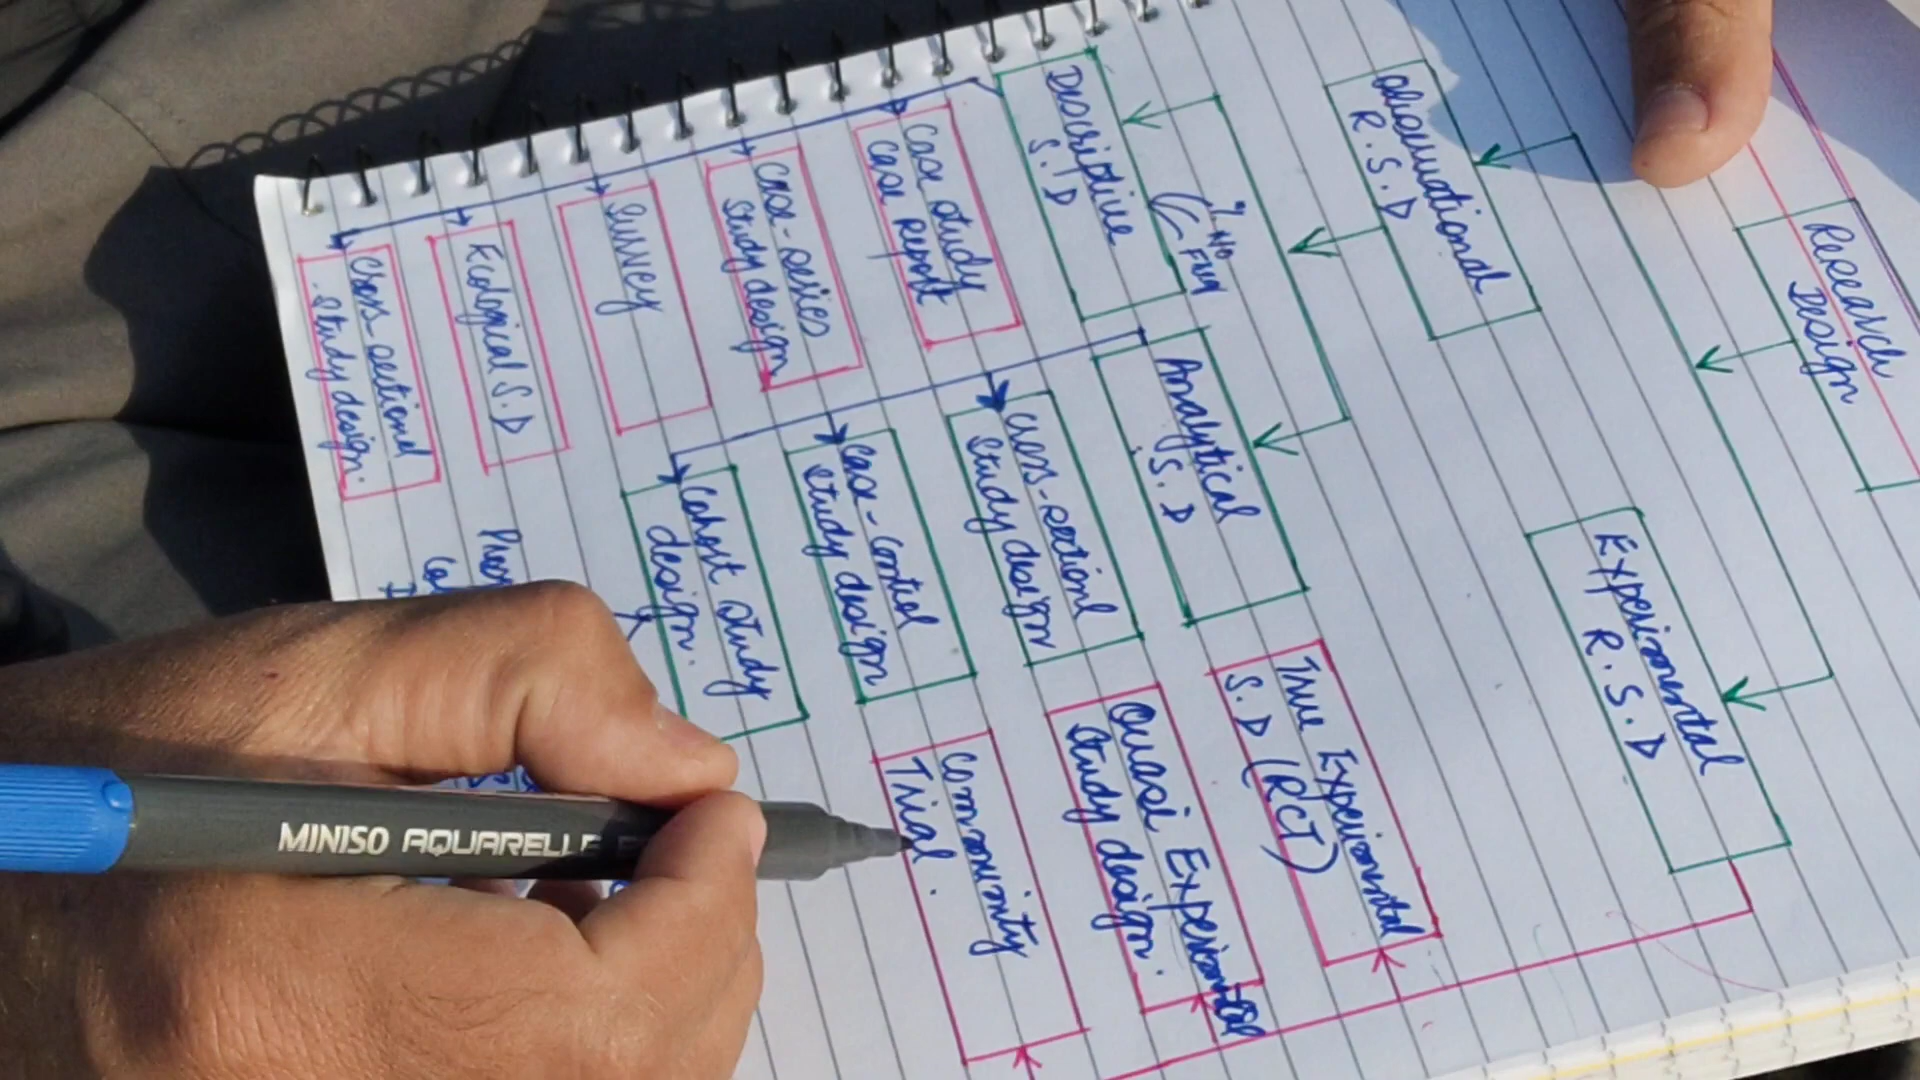 Research
Design
Observational
R.S.D
Experimental
R.S.D
% NO
Descriptive
S.D
Analytical
S.D
True Experimental
S.D (RCT)
Case study
Case Report
Cross-sectional
study design
Quasi Experimental
Study design.
Case-series
study design
Case-control
study design
Community
Trial.
Survey
Cohort study
design.
Ecological S.D
Cross-sectional
study design.
MINISO AQUARELLE